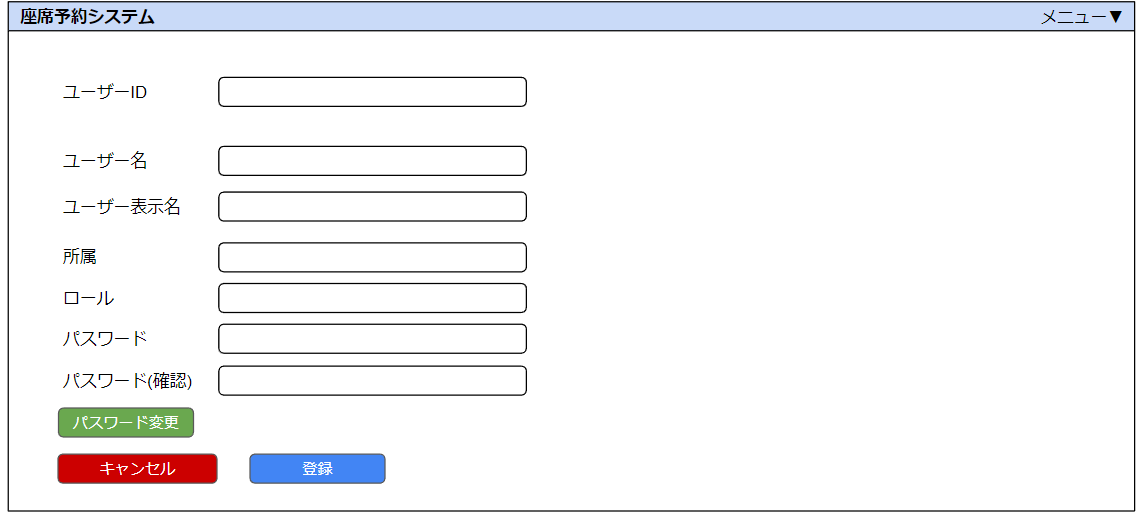 座席予約システム メニュー▼
ユーザーID
ユーザー名
ユーザー表示名
所属
ロール
パスワード
パスワード(確認)
パスワード変更
キャンセル 登録